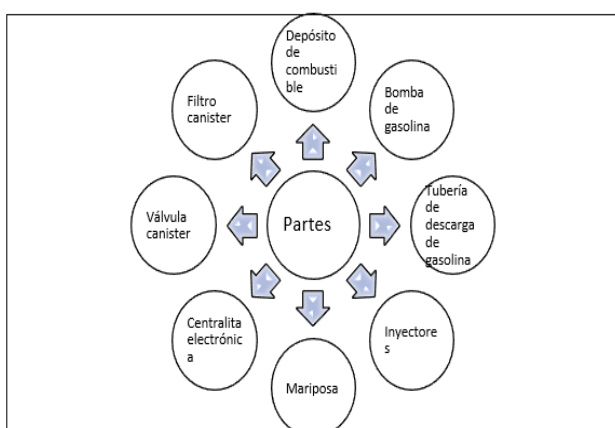 Partes
Depósito
de
combusti
ble
Bomba
de
gasolina
Tubería
de
descarga
de
gasolina
Inyectore
s
Mariposa
Centralita
electrónic
a
Válvula
canister
Filtro
canister